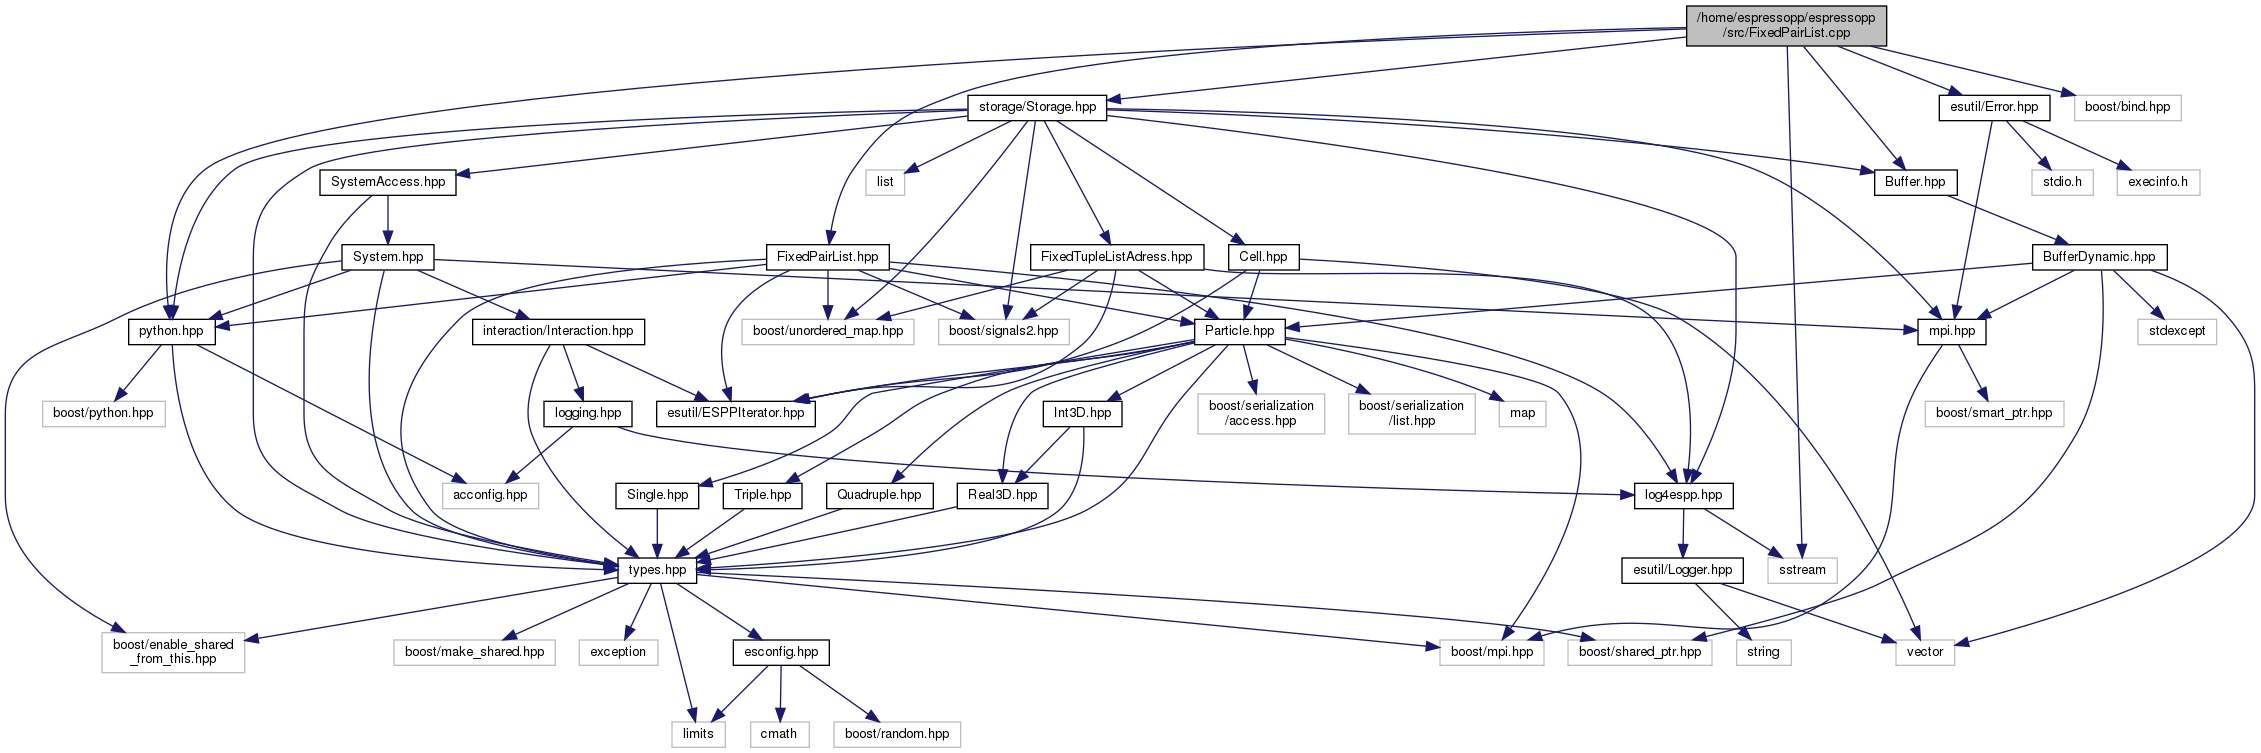 /home/espressopp/espressopp
/src/FixedPairList.cpp
storage/Storage.hpp
esutil/Error.hpp
boost/bind.hpp
SystemAccess.hpp
list
Buffer.hpp
stdio.h
execinfo.h
System.hpp
FixedPairList.hpp
FixedTupleListAdress.hpp
Cell.hpp
BufferDynamic.hpp
python.hpp
interaction/Interaction.hpp
boost/unordered_map.hpp
boost/signals2.hpp
Particle.hpp
mpi.hpp
stdexcept
boost/python.hpp
logging.hpp
esutil/ESPPIterator.hpp
Int3D.hpp
boost/serialization
/access.hpp
boost/serialization
/list.hpp
map
boost/smart_ptr.hpp
acconfig.hpp
Single.hpp
Triple.hpp
Quadruple.hpp
Real3D.hpp
log4espp.hpp
types.hpp
esutil/Logger.hpp
sstream
boost/enable_shared
_from_this.hpp
boost/make_shared.hpp
exception
esconfig.hpp
boost/mpi.hpp
boost/shared_ptr.hpp
string
vector
limits
cmath
boost/random.hpp